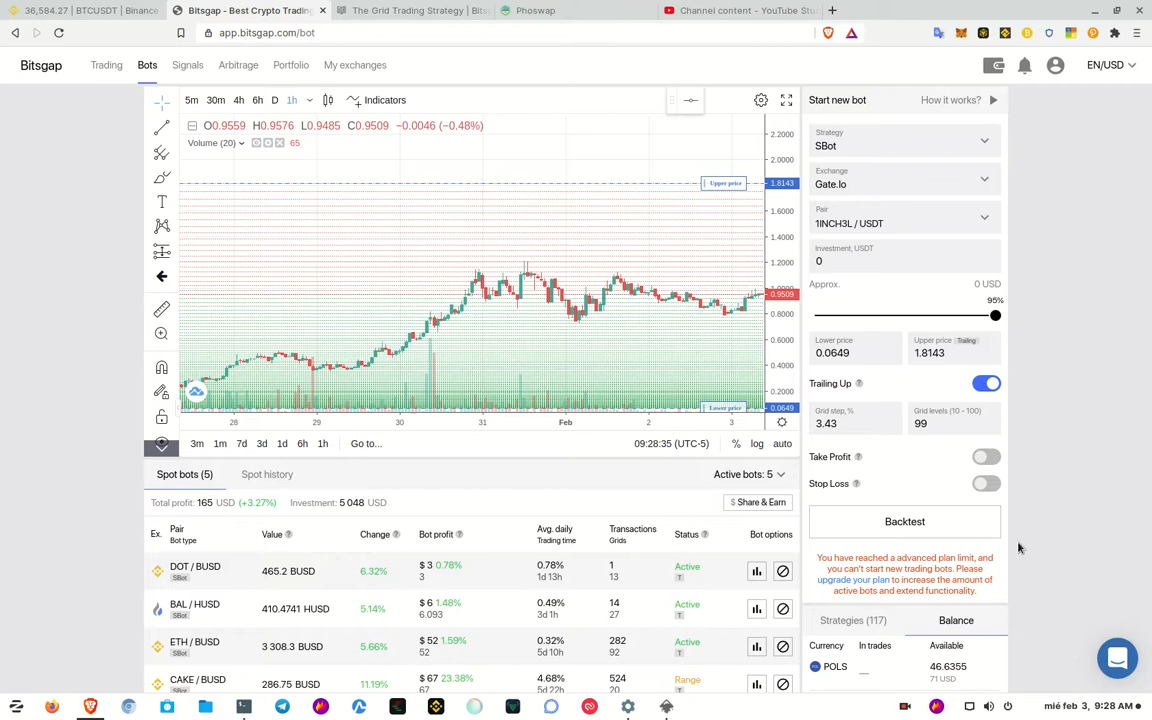 36,584.27 | BTCUSDT | Binance
Bitsgap - Best Crypto Trading
The Grid Trading Strategy | Bits
Phoswap
Channel content - YouTube Stu
app.bitsgap.com/bot
Bitsgap
Trading
Bots
Signals
Arbitrage
Portfolio
My exchanges
EN/USD
5m 30m 4h 6h D 1h
Indicators
O0.9559 H0.9576 L0.9485 C0.9509 −0.0046 (−0.48%)
Volume (20) 65
2.2000
2.0000
Upper price 1.8143
1.6000
1.4000
1.2000
0.9509
0.8000
0.6000
0.4000
0.2000
Lower price 0.0649
28 29 30 31 Feb 2 3
3m 1m 7d 3d 1d 6h 1h Go to...
09:28:35 (UTC-5) % log auto
Start new bot
How it works?
Strategy
SBot
Exchange
Gate.Io
Pair
1INCH3L / USDT
Investment, USDT
0
Approx. 0 USD
95%
Lower price
0.0649
Upper price Trailing
1.8143
Trailing Up
Grid step, %
3.43
Grid levels (10 - 100)
99
Take Profit
Stop Loss
Backtest
You have reached a advanced plan limit, and
you can't start new trading bots. Please
upgrade your plan to increase the amount of
active bots and extend functionality.
Strategies (117) Balance
Currency In trades Available
POLS — 46.6355
71 USD
Spot bots (5) Spot history Active bots: 5
Total profit: 165 USD (+3.27%) Investment: 5 048 USD
$ Share & Earn
Ex. Pair
Bot type
Value
Change
Bot profit
Avg. daily
Trading time
Transactions
Grids
Status
Bot options
DOT / BUSD
SBot
465.2 BUSD
6.32%
$ 3 0.78%
3
0.78%
1d 13h
1
13
Active
T
BAL / HUSD
SBot
410.4741 HUSD
5.14%
$ 6 1.48%
6.093
0.49%
3d 1h
14
27
Active
T
ETH / BUSD
SBot
3 308.3 BUSD
5.66%
$ 52 1.59%
52
0.32%
5d 10h
282
92
Active
T
CAKE / BUSD
SBot
286.75 BUSD
11.19%
$ 67 23.38%
67
4.68%
5d 22h
524
20
Range
T
mié feb 3, 9:28 AM